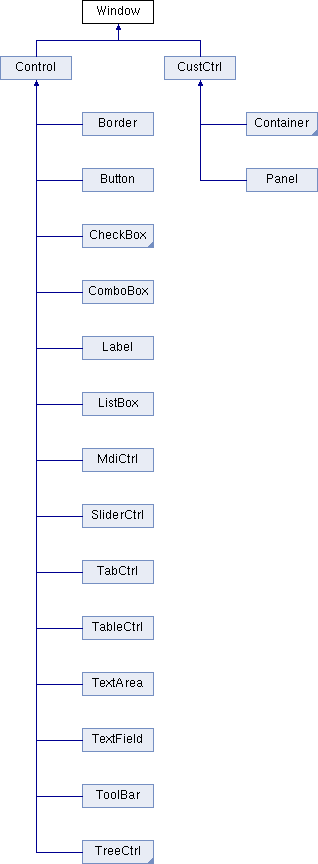 Window
Control
CustCtrl
Border
Container
Button
Panel
CheckBox
ComboBox
Label
ListBox
MdiCtrl
SliderCtrl
TabCtrl
TableCtrl
TextArea
TextField
ToolBar
TreeCtrl